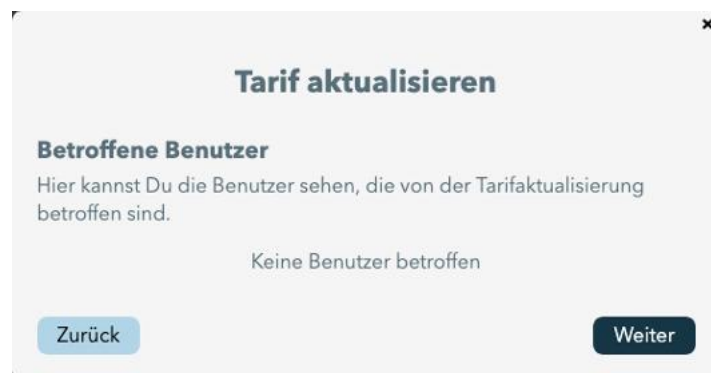 Tarif aktualisieren
Betroffene Benutzer
Hier kannst Du die Benutzer sehen, die von der Tarifaktualisierung
betroffen sind.
Keine Benutzer betroffen
Zurück
Weiter